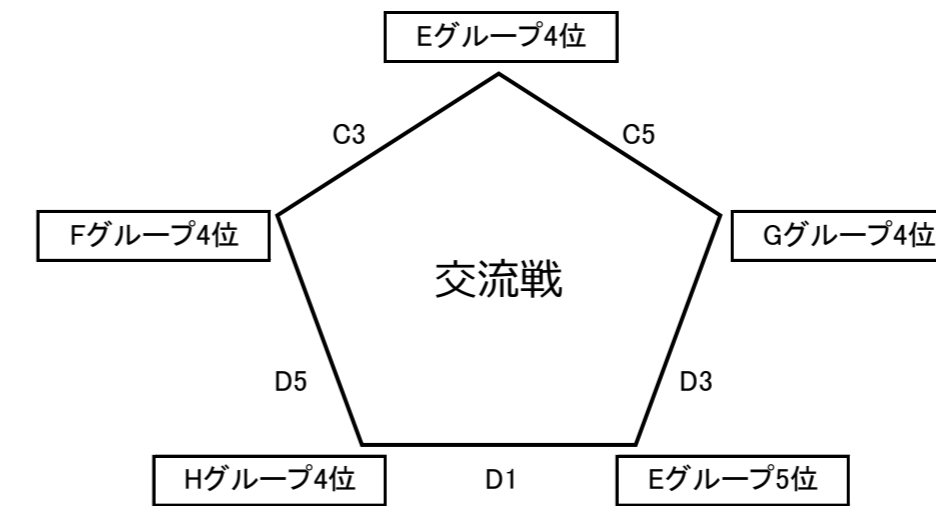 Eグループ4位
C3
C5
Fグループ4位
Gグループ4位
交流戦
D5
D3
Hグループ4位
D1
Eグループ5位